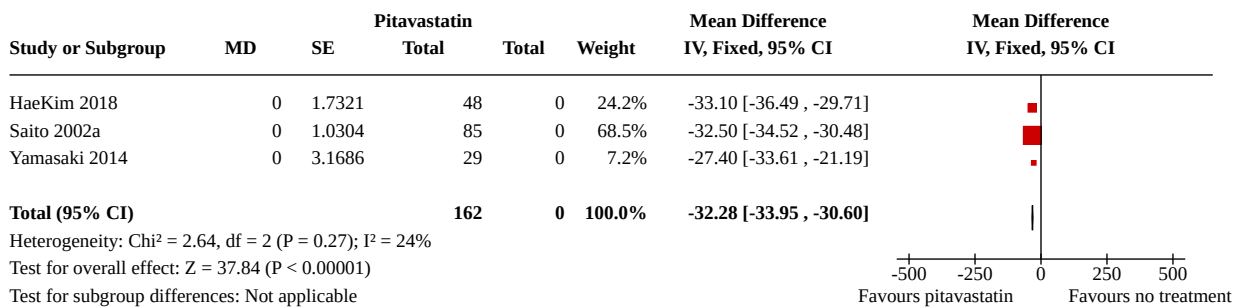 Pitavastatin Mean Difference Mean Difference
Study or Subgroup MD SE Total Total Weight IV, Fixed, 95% CI IV, Fixed, 95% CI
HaeKim 2018 0 1.7321 48 0 24.2% -33.10 [-36.49 , -29.71]
Saito 2002a 0 1.0304 85 0 68.5% -32.50 [-34.52 , -30.48]
Yamasaki 2014 0 3.1686 29 0 7.2% -27.40 [-33.61 , -21.19]
Total (95% CI) 162 0 100.0% -32.28 [-33.95 , -30.60]
Heterogeneity: Chi² = 2.64, df = 2 (P = 0.27); I² = 24%
Test for overall effect: Z = 37.84 (P < 0.00001) -500 -250 0 250 500
Test for subgroup differences: Not applicable Favours pitavastatin Favours no treatment